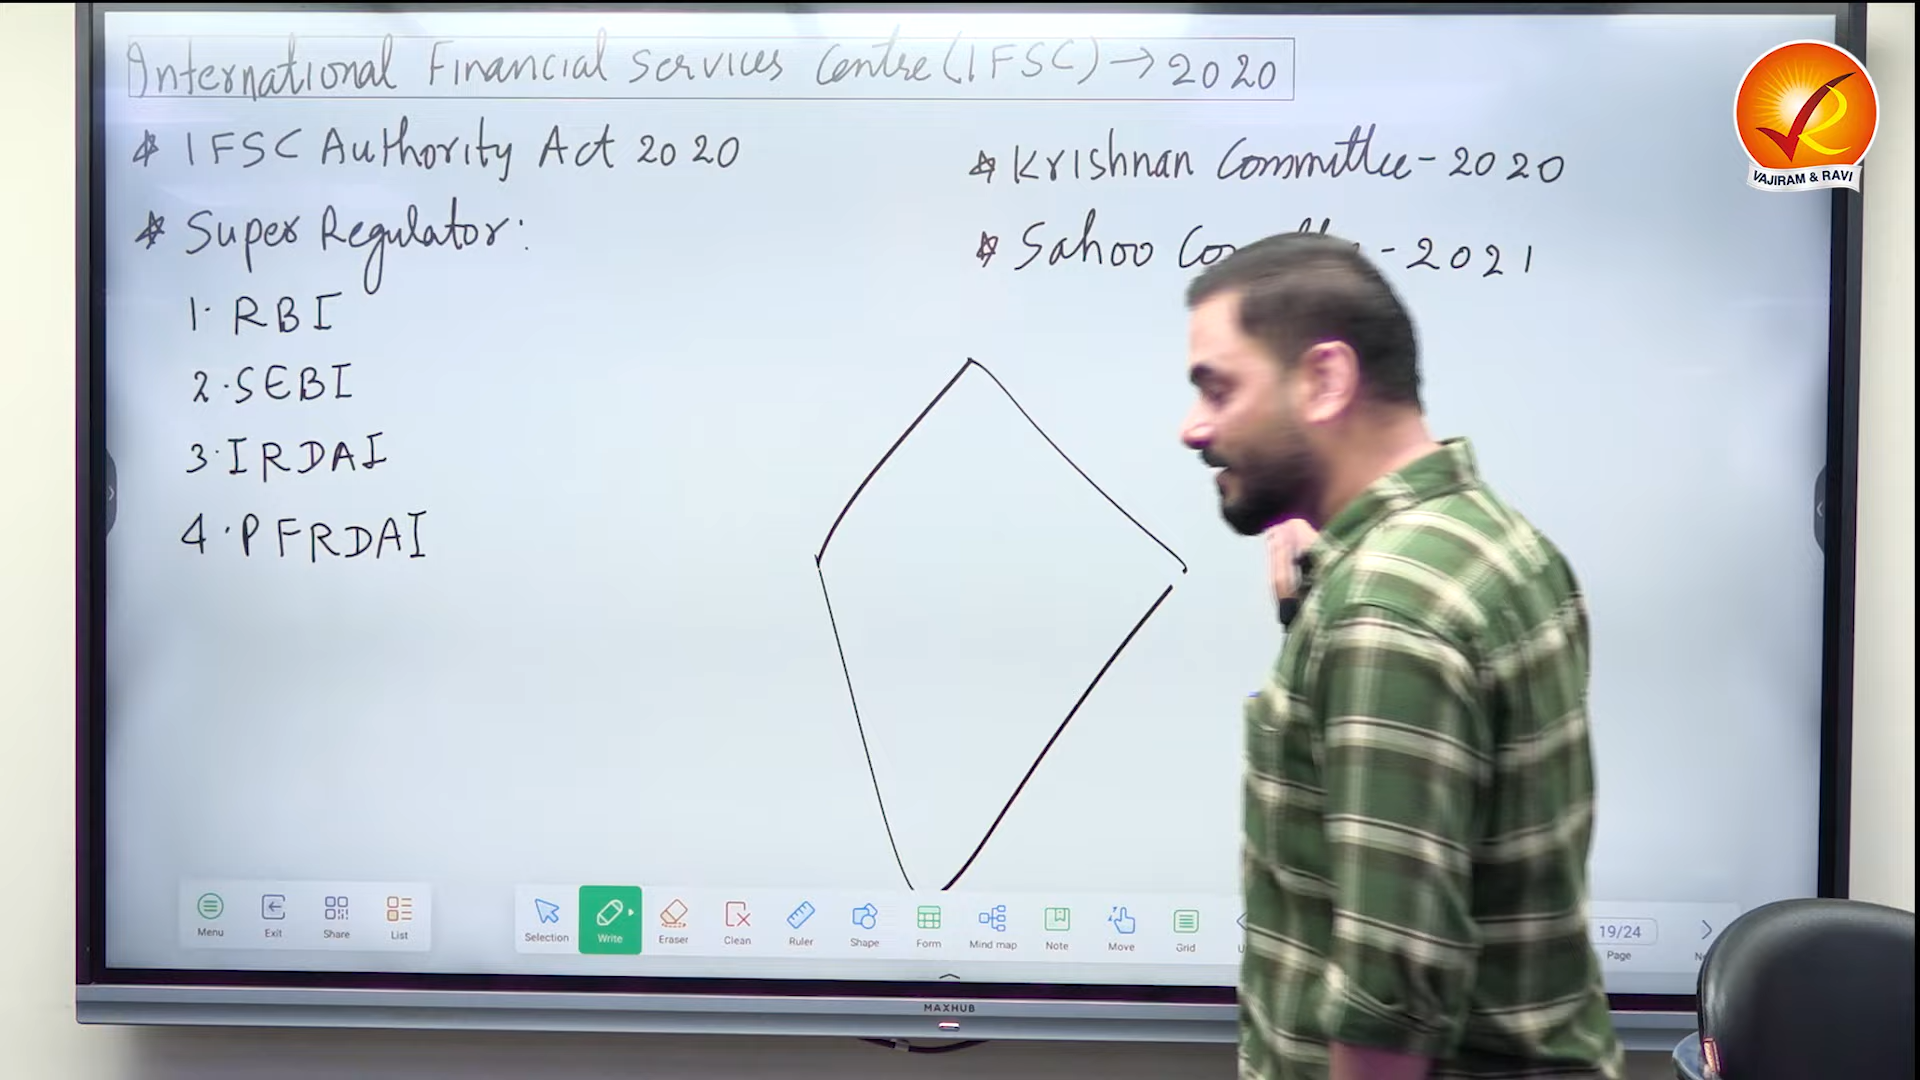 International Financial Services Centre (IFSC) → 2020
* IFSC Authority Act 2020
* Super Regulator:
1. RBI
2. SEBI
3. IRDAI
4. PFRDAI
* Krishnan Committee - 2020
* Sahoo - 2021
VAJIRAM & RAVI
Menu
Exit
Share
List
Selection
Write
Eraser
Clean
Ruler
Shape
Form
Mind map
Note
Move
Grid
19/24
Page
MAXHUB